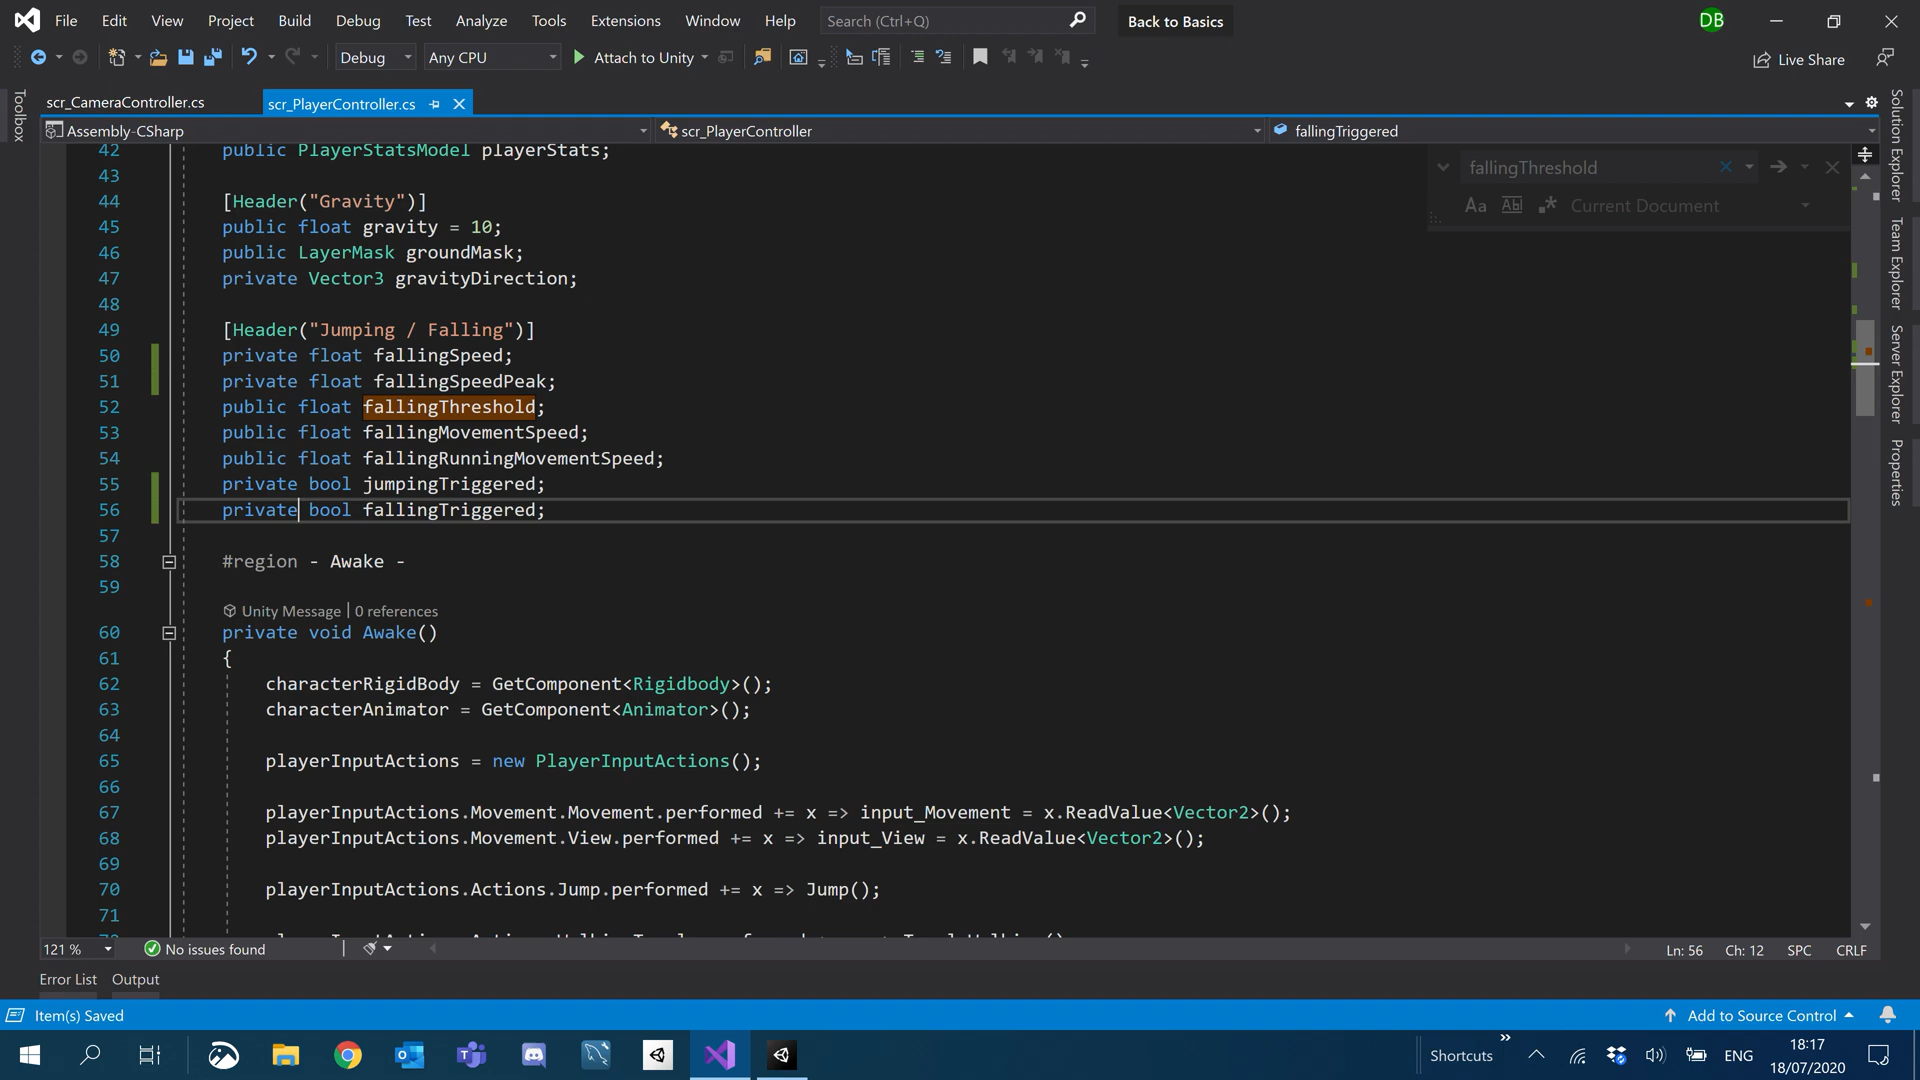 File Edit View Project Build Debug Test Analyze Tools Extensions Window Help Search (Ctrl+Q) Back to Basics DB
Debug Any CPU Attach to Unity Live Share
scr_CameraController.cs scr_PlayerController.cs
Assembly-CSharp scr_PlayerController fallingTriggered
Toolbox
Solution Explorer
Team Explorer
Server Explorer
Properties
fallingThreshold
Aa Abl Current Document
42 public PlayerStatsModel playerStats;
43
44 [Header("Gravity")]
45 public float gravity = 10;
46 public LayerMask groundMask;
47 private Vector3 gravityDirection;
48
49 [Header("Jumping / Falling")]
50 private float fallingSpeed;
51 private float fallingSpeedPeak;
52 public float fallingThreshold;
53 public float fallingMovementSpeed;
54 public float fallingRunningMovementSpeed;
55 private bool jumpingTriggered;
56 private bool fallingTriggered;
57
58 #region - Awake -
59
Unity Message | 0 references
60 private void Awake()
61 {
62 characterRigidBody = GetComponent<Rigidbody>();
63 characterAnimator = GetComponent<Animator>();
64
65 playerInputActions = new PlayerInputActions();
66
67 playerInputActions.Movement.Movement.performed += x => input_Movement = x.ReadValue<Vector2>();
68 playerInputActions.Movement.View.performed += x => input_View = x.ReadValue<Vector2>();
69
70 playerInputActions.Actions.Jump.performed += x => Jump();
71
121 % No issues found Ln: 56 Ch: 12 SPC CRLF
Error List Output
Item(s) Saved Add to Source Control
Shortcuts ENG 18:17
18/07/2020